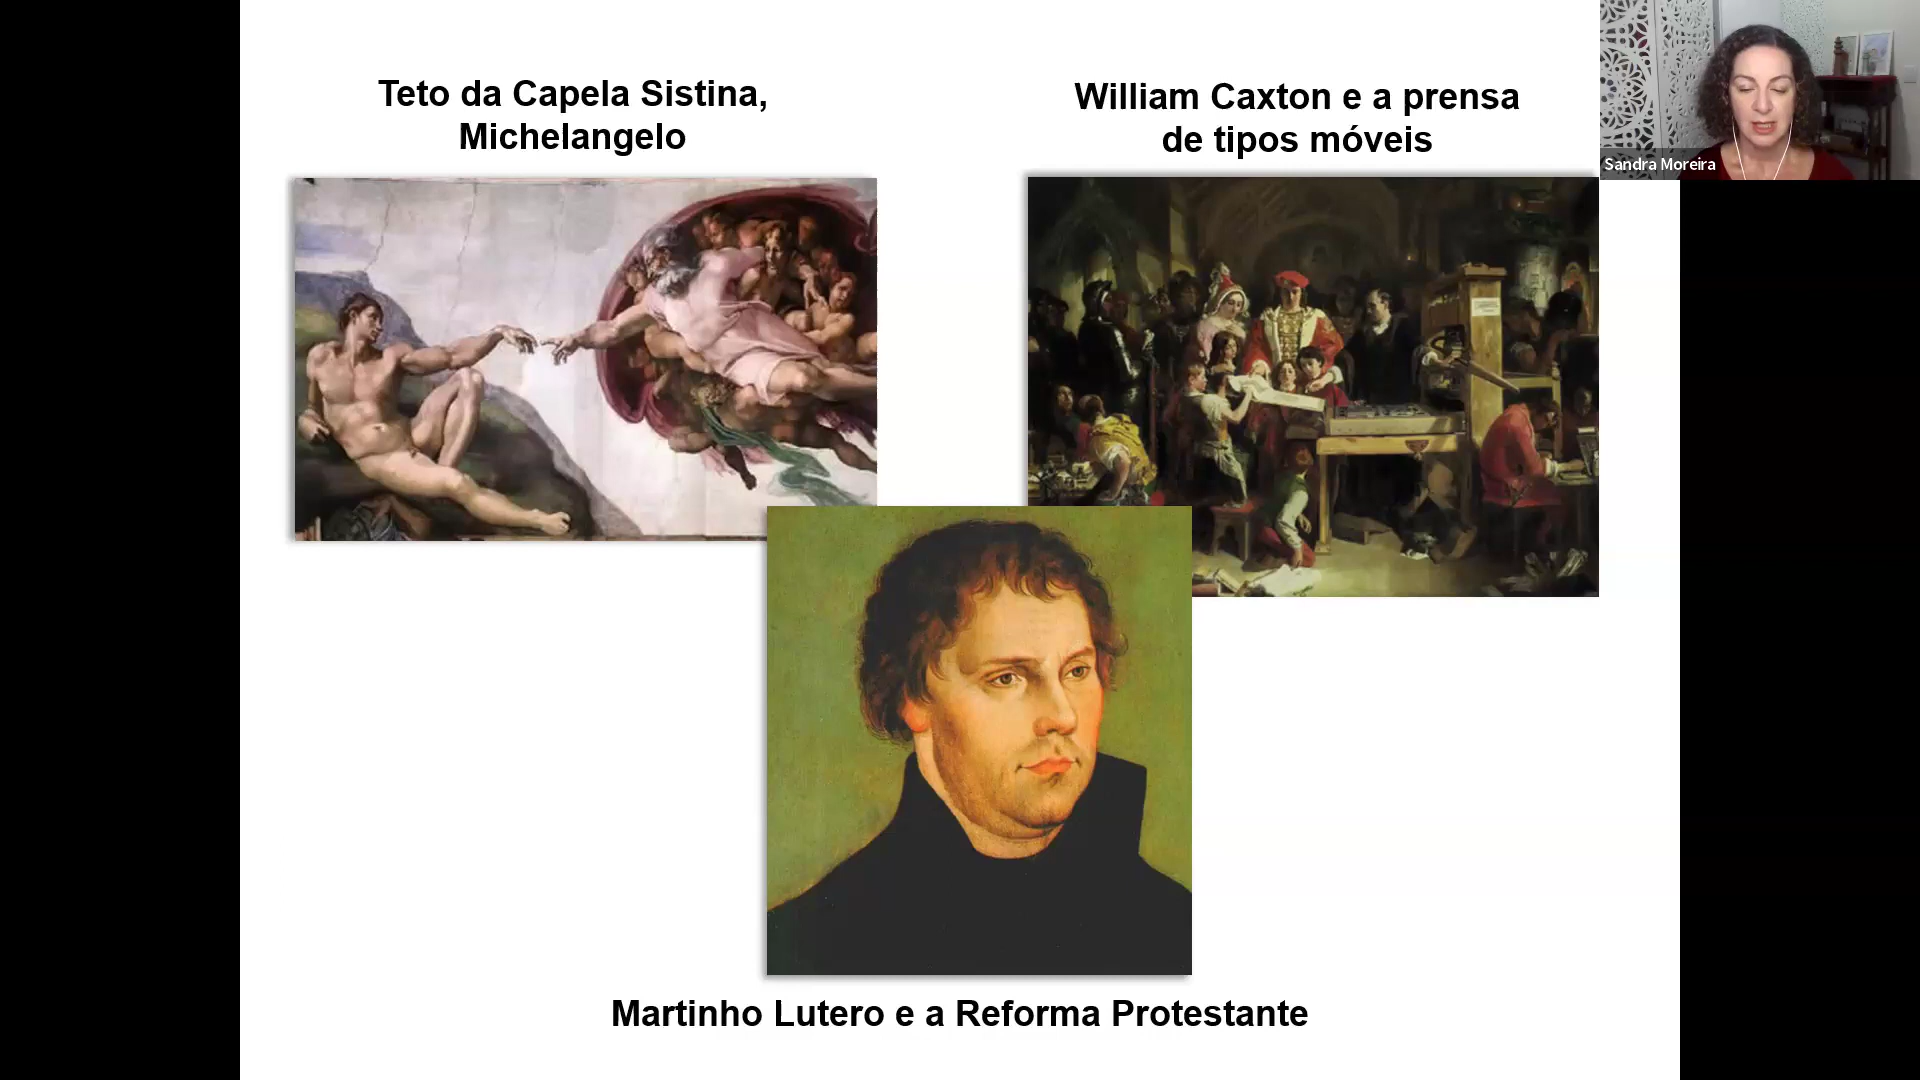 Teto da Capela Sistina,
Michelangelo
William Caxton e a prensa
de tipos móveis
Sandra Moreira
Martinho Lutero e a Reforma Protestante